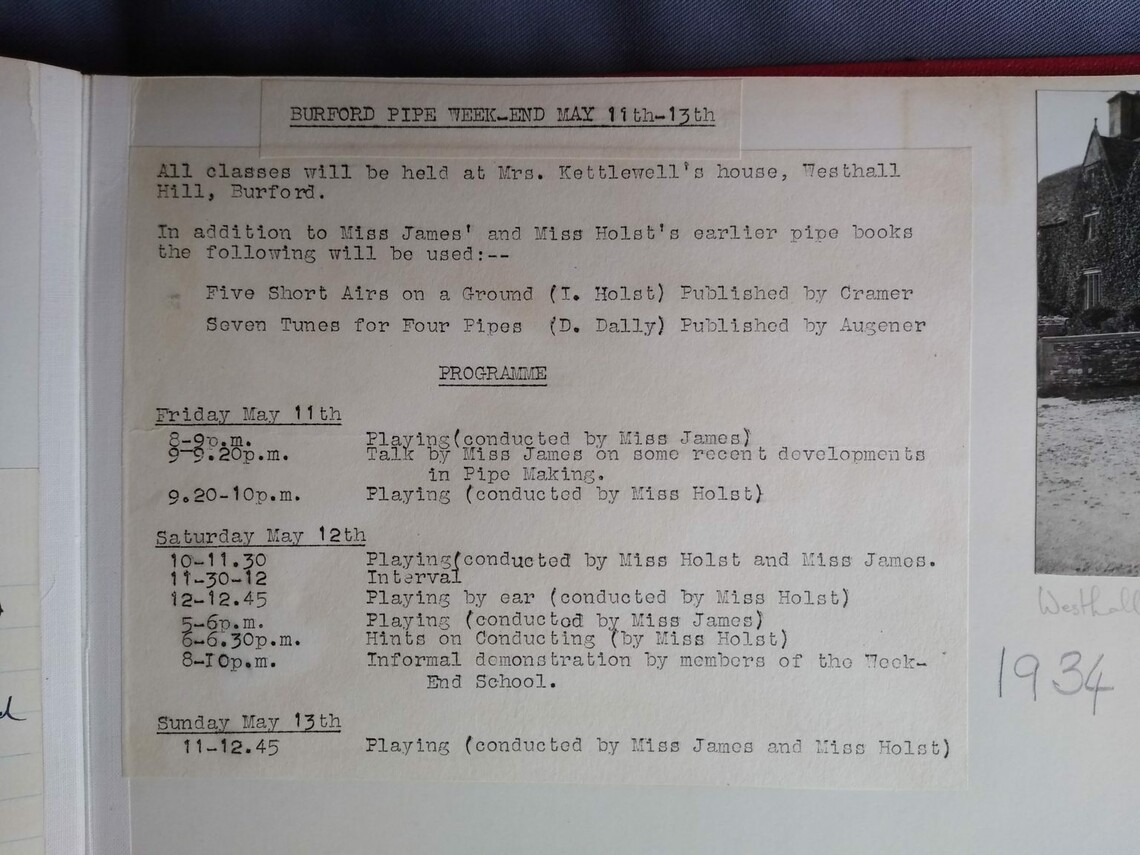 BURFORD PIPE WEEK-END MAY 11th-13th
All classes will be held at Mrs. Kettlewell's house, Westhall
Hill, Burford.
In addition to Miss James' and Miss Holst's earlier pipe books
the following will be used:--
Five Short Airs on a Ground (I. Holst) Published by Cramer
Seven Tunes for Four Pipes (D. Dally) Published by Augener
PROGRAMME
Friday May 11th
8-9p.m. Playing(conducted by Miss James)
9-9.20p.m. Talk by Miss James on some recent developments
in Pipe Making.
9.20-10p.m. Playing (conducted by Miss Holst)
Saturday May 12th
10-11.30 Playing(conducted by Miss Holst and Miss James.
11-30-12 Interval
12-12.45 Playing by ear (conducted by Miss Holst)
5-6p.m. Playing (conducted by Miss James)
6-6.30p.m. Hints on Conducting (by Miss Holst)
8-10p.m. Informal demonstration by members of the Week-
End School.
Sunday May 13th
11-12.45 Playing (conducted by Miss James and Miss Holst)
Westhall
1934